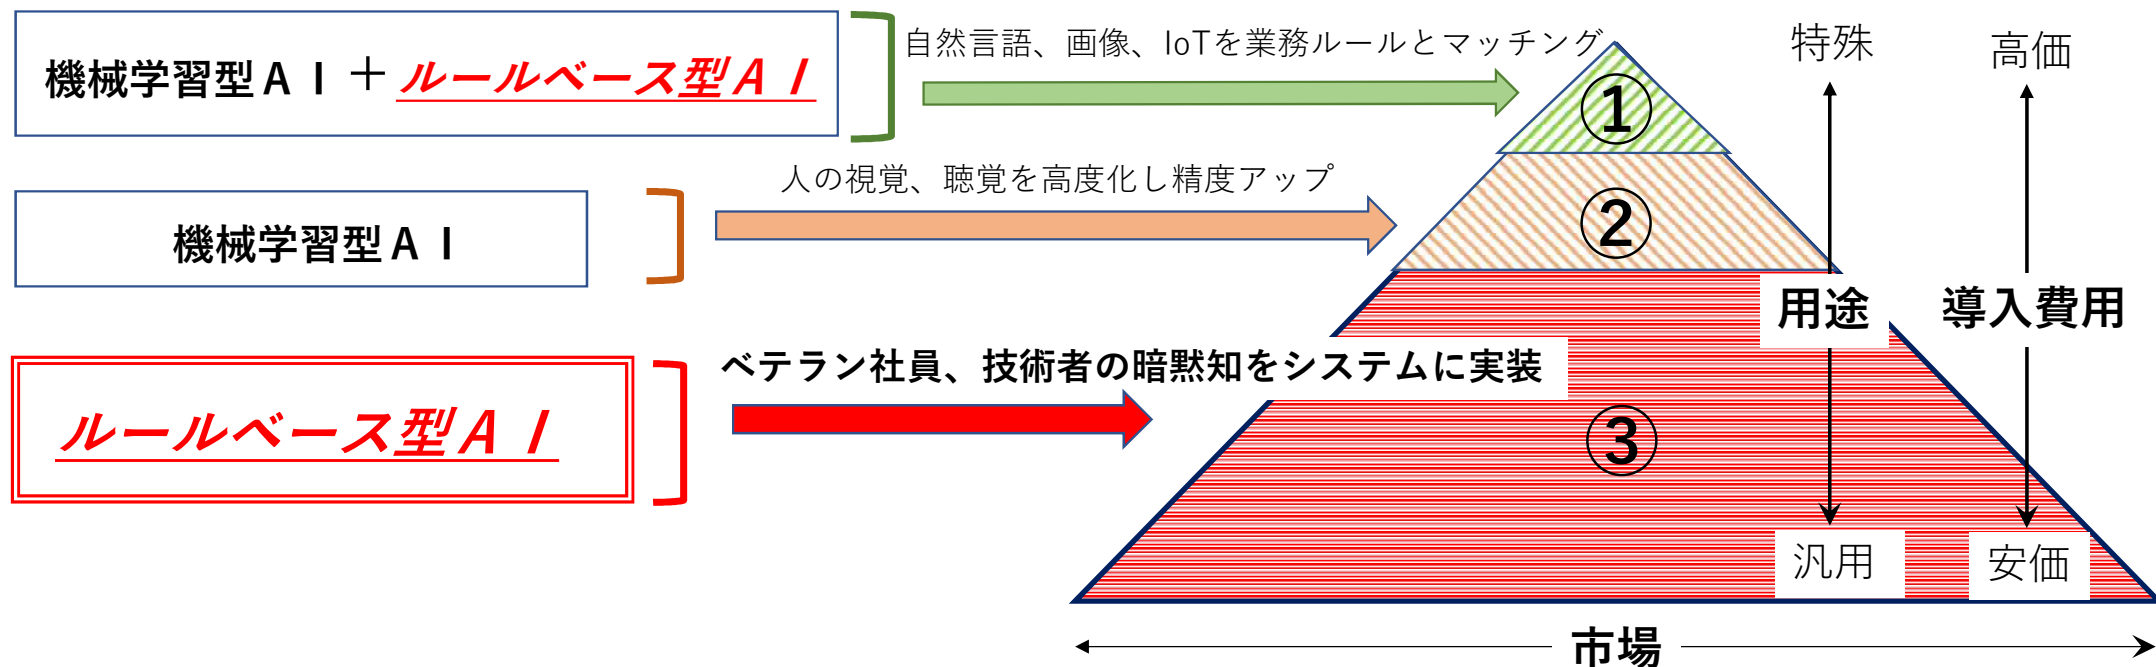 機械学習型ＡＩ＋ルールベース型ＡＩ
自然言語、画像、IoTを業務ルールとマッチング
①
特殊
高価
機械学習型ＡＩ
人の視覚、聴覚を高度化し精度アップ
②
用途
導入費用
ルールベース型ＡＩ
ベテラン社員、技術者の暗黙知をシステムに実装
③
汎用
安価
市場